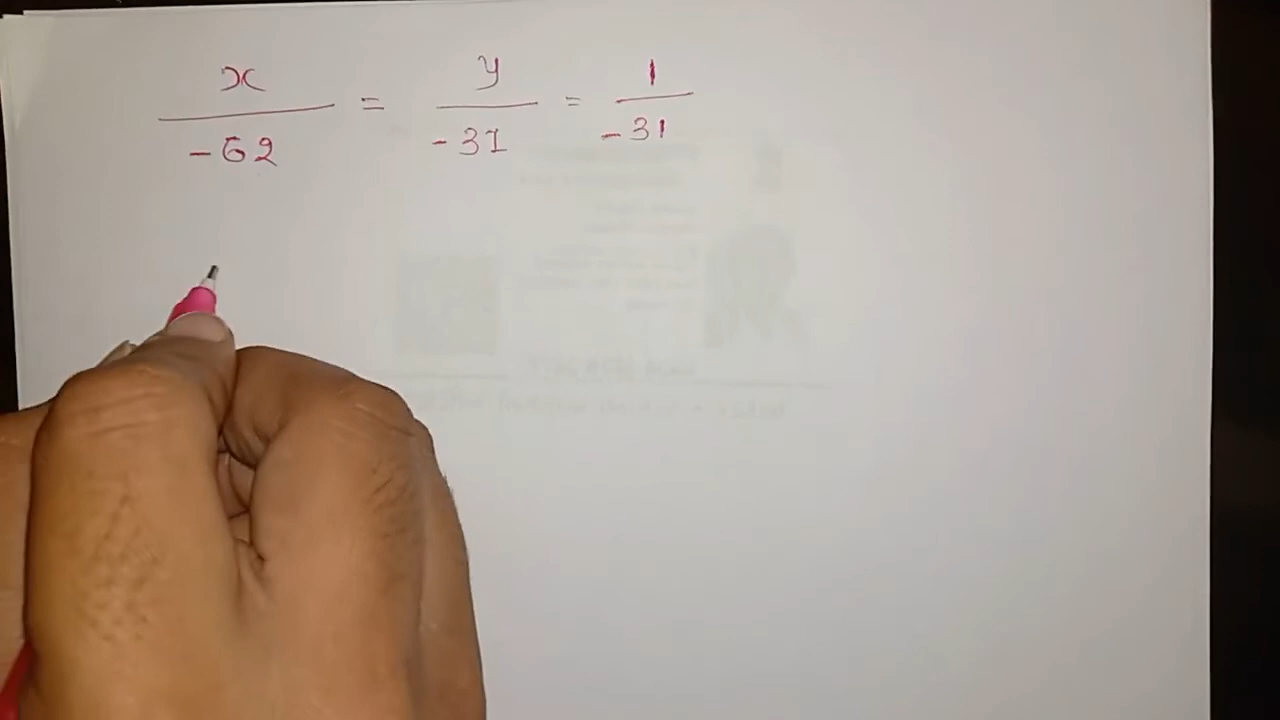 x/-62 = y/-31 = 1/-31